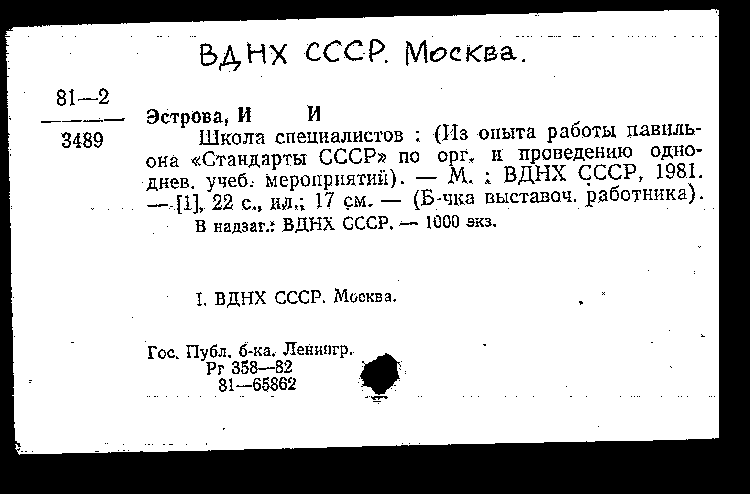 ВДНХ СССР. Москва.
81—2
3489
Эстрова, И И
Школа специалистов : (Из опыта работы павиль-
она «Стандарты СССР» по орг. и проведению одно-
днев. учеб. мероприятий). — М. : ВДНХ СССР, 1981.
— [1], 22 с., ил.; 17 см. — (Б-чка выставоч. работника).
В надзаг.: ВДНХ СССР. — 1000 экз.
I. ВДНХ СССР. Москва.
Гос. Публ. б-ка. Ленингр.
Рг 358—82
81—65862